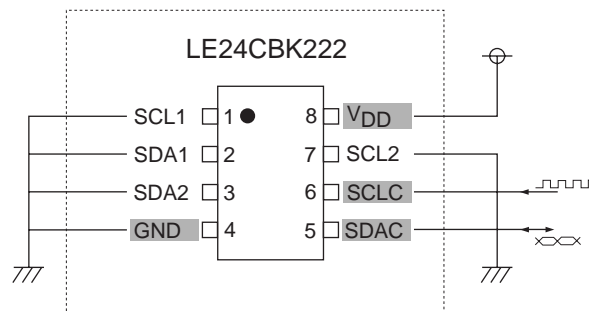 LE24CBK222
SCL1 1 8 VDD
SDA1 2 7 SCL2
SDA2 3 6 SCLC
GND 4 5 SDAC